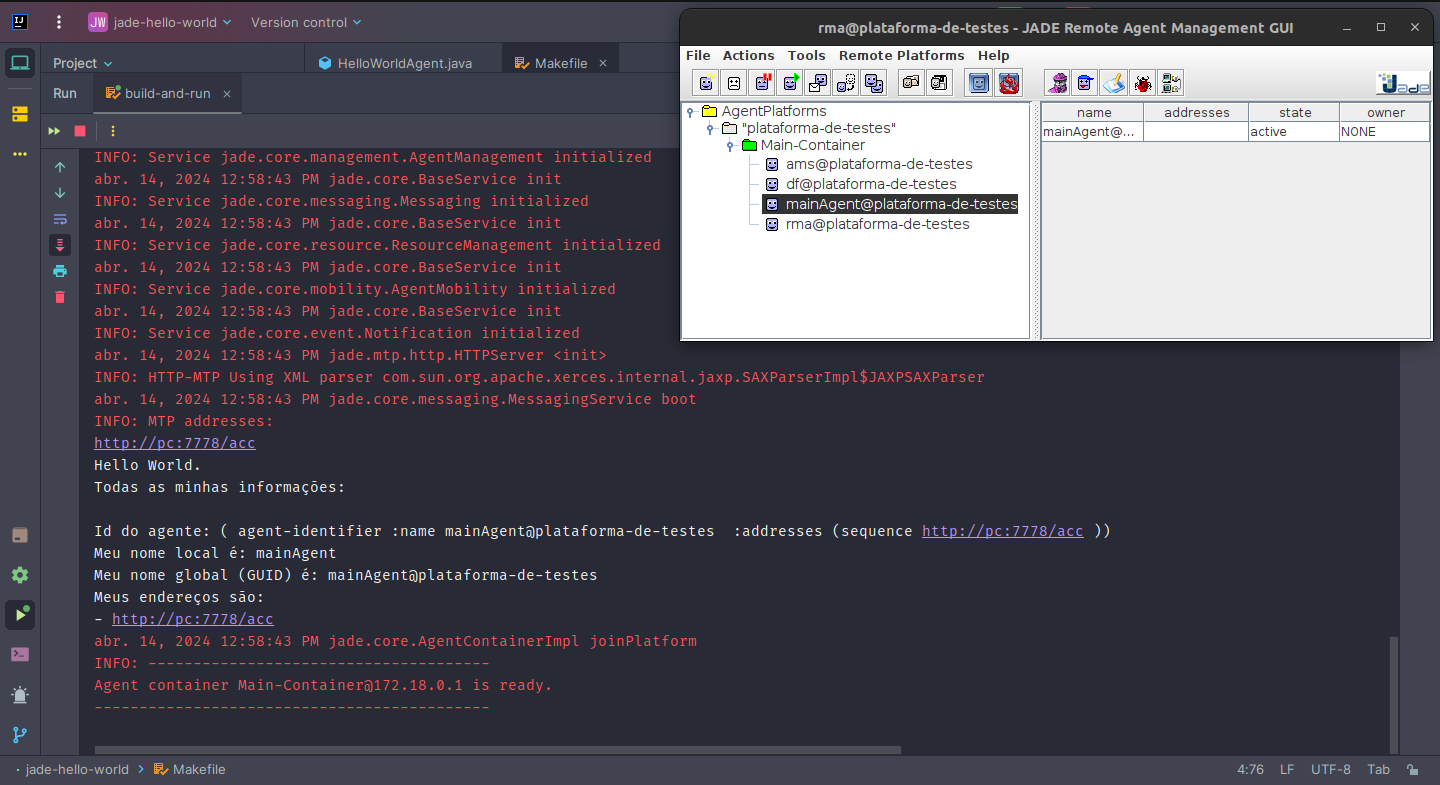 JW jade-hello-world Version control
Project
HelloWorldAgent.java
Makefile
Run
build-and-run
INFO: Service jade.core.management.AgentManagement initialized
abr. 14, 2024 12:58:43 PM jade.core.BaseService init
INFO: Service jade.core.messaging.Messaging initialized
abr. 14, 2024 12:58:43 PM jade.core.BaseService init
INFO: Service jade.core.resource.ResourceManagement initialized
abr. 14, 2024 12:58:43 PM jade.core.BaseService init
INFO: Service jade.core.mobility.AgentMobility initialized
abr. 14, 2024 12:58:43 PM jade.core.BaseService init
INFO: Service jade.core.event.Notification initialized
abr. 14, 2024 12:58:43 PM jade.mtp.http.HTTPServer <init>
INFO: HTTP-MTP Using XML parser com.sun.org.apache.xerces.internal.jaxp.SAXParserImpl$JAXPSAXParser
abr. 14, 2024 12:58:43 PM jade.core.messaging.MessagingService boot
INFO: MTP addresses:
http://pc:7778/acc
Hello World.
Todas as minhas informações:
Id do agente: ( agent-identifier :name mainAgent@plataforma-de-testes  :addresses (sequence http://pc:7778/acc ))
Meu nome local é: mainAgent
Meu nome global (GUID) é: mainAgent@plataforma-de-testes
Meus endereços são:
- http://pc:7778/acc
abr. 14, 2024 12:58:43 PM jade.core.AgentContainerImpl joinPlatform
INFO: --------------------------------------
Agent container Main-Container@172.18.0.1 is ready.
--------------------------------------------
jade-hello-world > Makefile
4:76 LF UTF-8 Tab
rma@plataforma-de-testes - JADE Remote Agent Management GUI
File Actions Tools Remote Platforms Help
Jade
AgentPlatforms
"plataforma-de-testes"
Main-Container
ams@plataforma-de-testes
df@plataforma-de-testes
mainAgent@plataforma-de-testes
rma@plataforma-de-testes
name addresses state owner
mainAgent@... active NONE